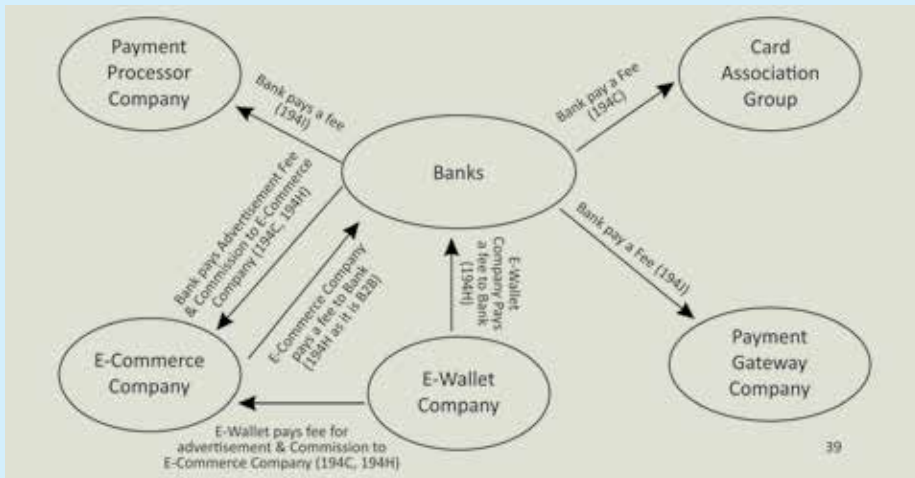 Payment
Processor
Company
Card
Association
Group
Bank pays a fee
(194I)
Bank pay a Fee
(194C)
Banks
Bank pays Advertisement Fee
& Commission to E-Commerce
Company (194C, 194H)
E-Commerce Company
pays a fee to Bank
(194H as it is B2B)
E-Wallet
Company Pays
a fee to Bank
(194H)
Bank pay a Fee (194J)
E-Commerce
Company
E-Wallet
Company
Payment
Gateway
Company
E-Wallet pays fee for
advertisement & Commission to
E-Commerce Company (194C, 194H)
39